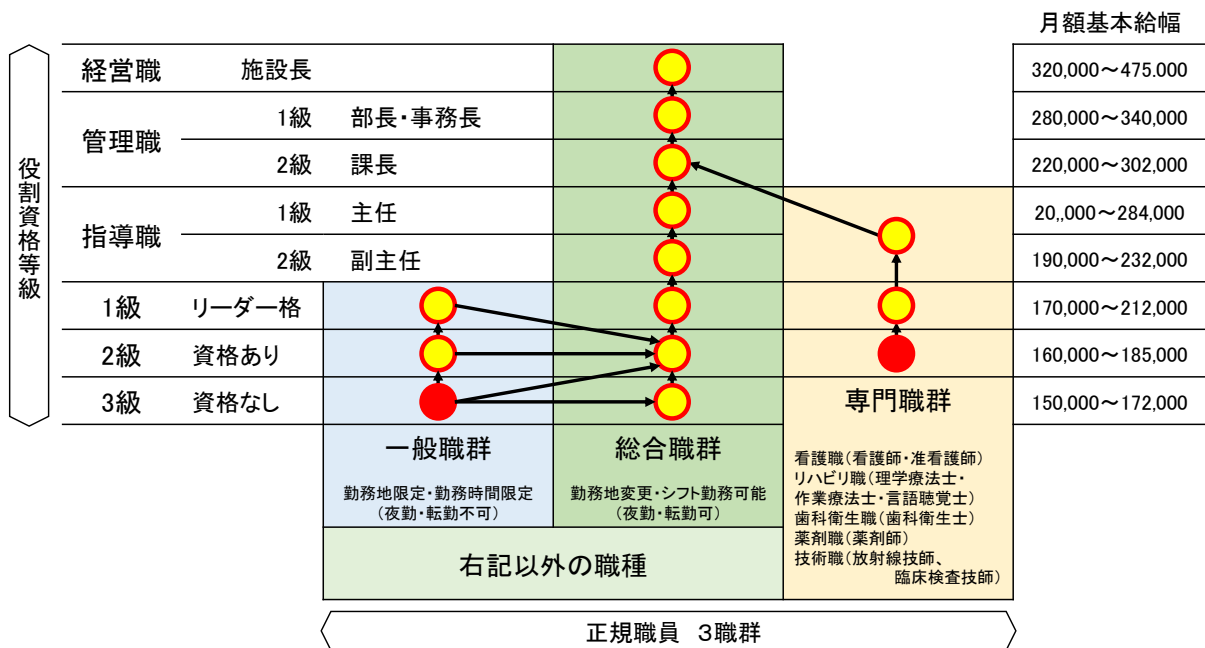 月額基本給幅
経営職 施設長 320,000～475.000
管理職 1級 部長・事務長 280,000～340,000
2級 課長 220,000～302,000
指導職 1級 主任 20,,000～284,000
2級 副主任 190,000～232,000
1級 リーダー格 170,000～212,000
2級 資格あり 160,000～185,000
3級 資格なし 150,000～172,000
役割資格等級
一般職群
勤務地限定・勤務時間限定
（夜勤・転勤不可）
総合職群
勤務地変更・シフト勤務可能
（夜勤・転勤可）
右記以外の職種
専門職群
看護職（看護師・准看護師）
リハビリ職（理学療法士・
作業療法士・言語聴覚士）
歯科衛生職（歯科衛生士）
薬剤職（薬剤師）
技術職（放射線技師、
臨床検査技師）
正規職員 3職群